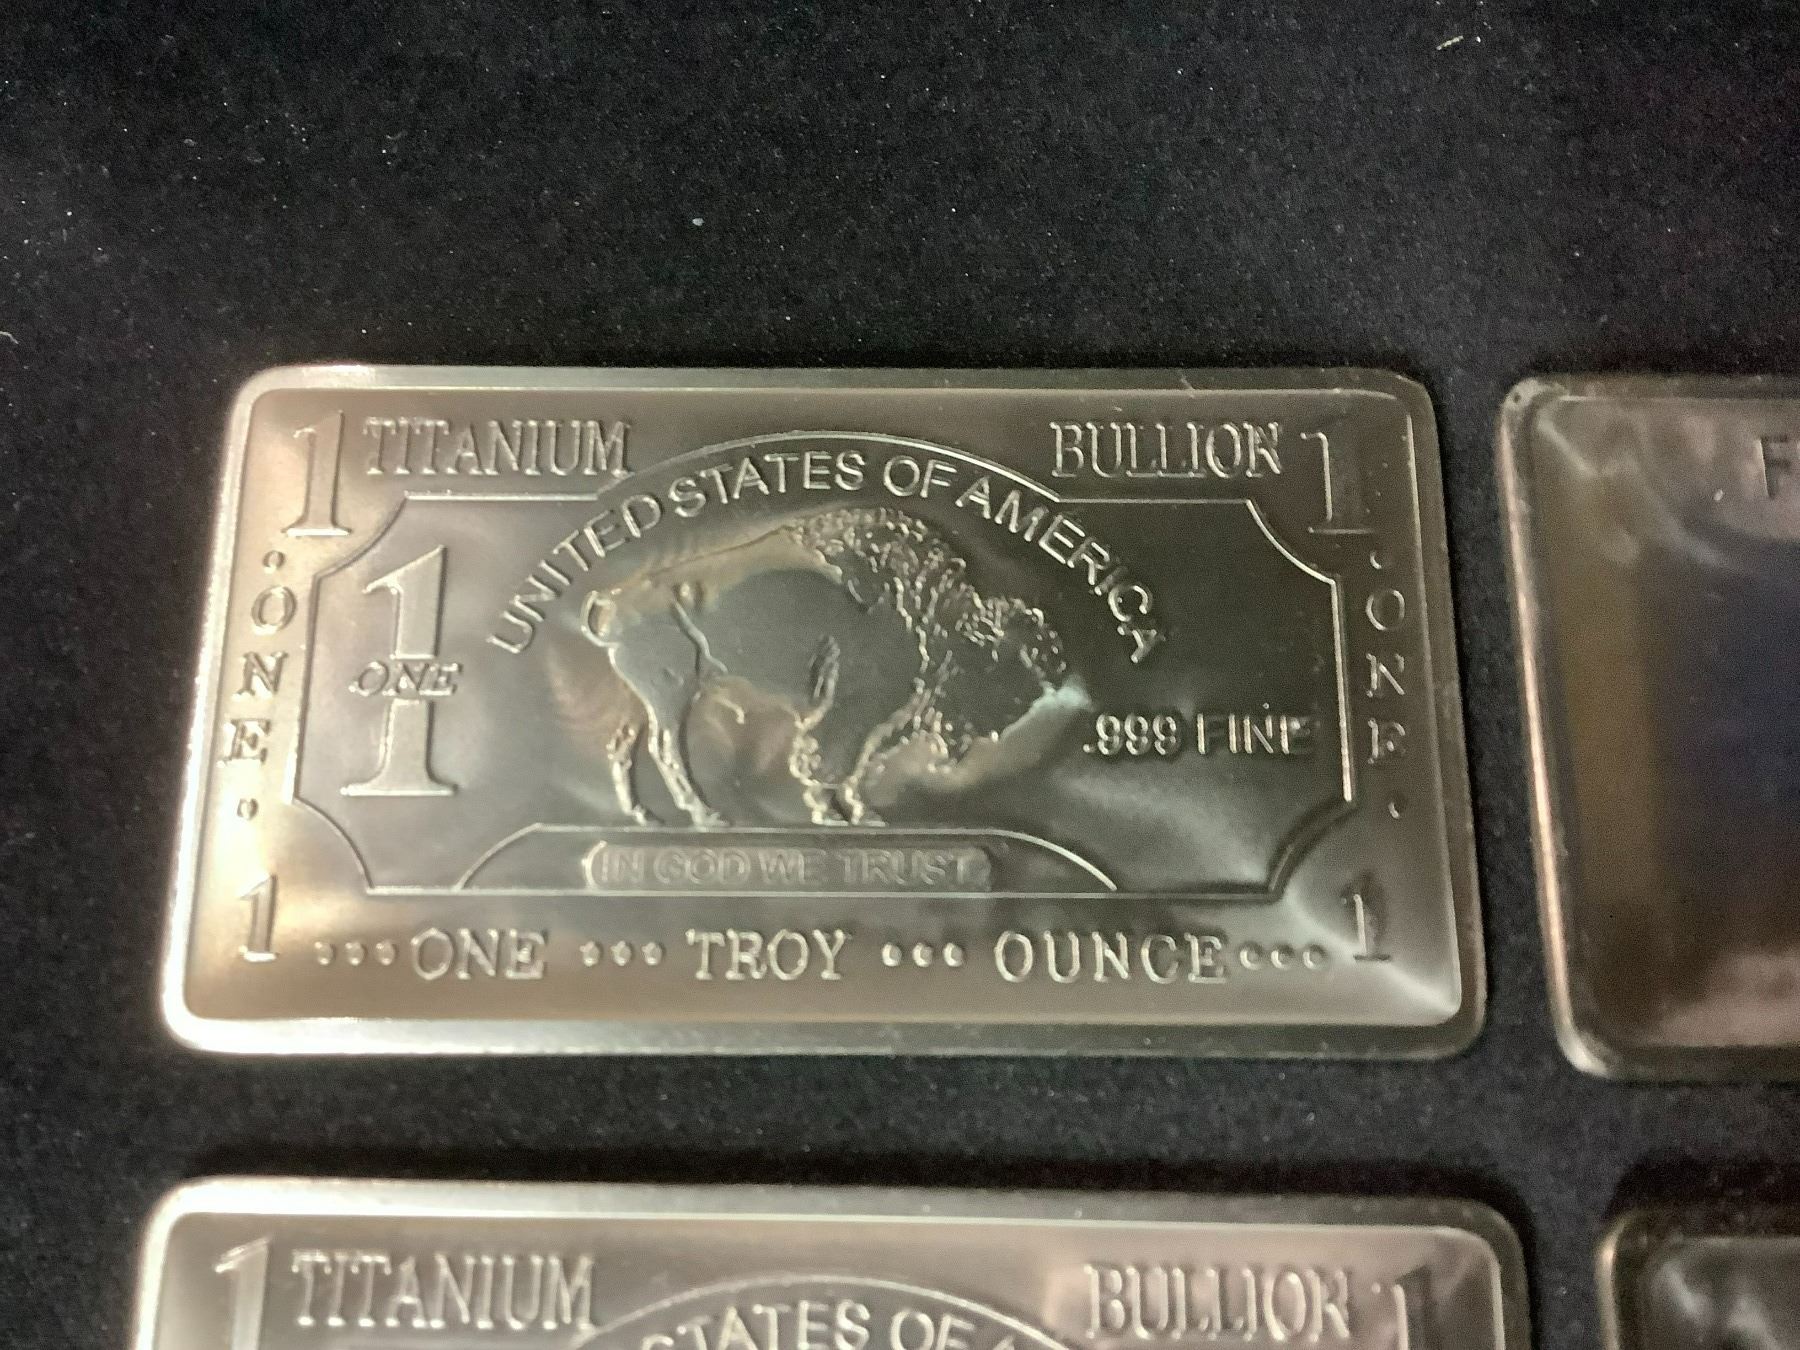 1 TITANIUM BULLION 1
UNITED STATES OF AMERICA
1
ONE
.999 FINE
IN GOD WE TRUST
·ONE·
·ONE·
1 ··· ONE ··· TROY ··· OUNCE ··· 1
1 TITANIUM BULLION 1
STATES OF